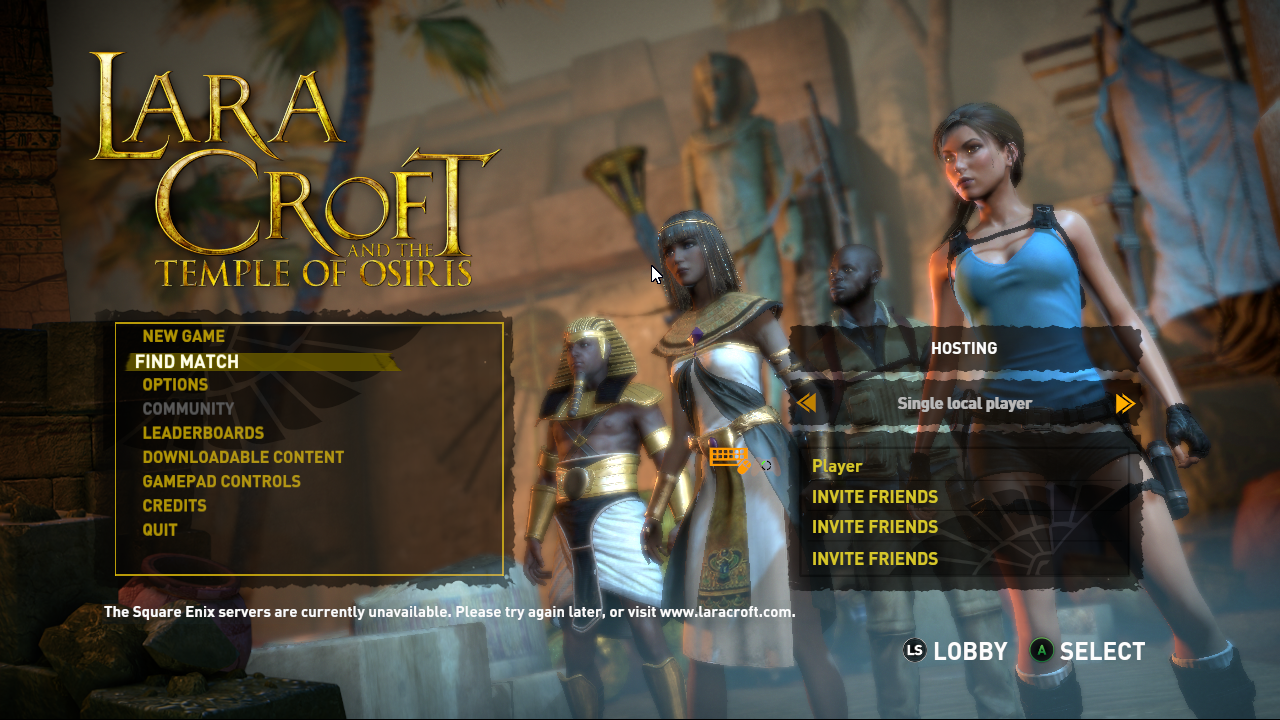 LARA
CROFT
AND THE
TEMPLE OF OSIRIS
NEW GAME
FIND MATCH
OPTIONS
COMMUNITY
LEADERBOARDS
DOWNLOADABLE CONTENT
GAMEPAD CONTROLS
CREDITS
QUIT
HOSTING
Single local player
Player
INVITE FRIENDS
INVITE FRIENDS
INVITE FRIENDS
The Square Enix servers are currently unavailable. Please try again later, or visit www.laracroft.com.
LS LOBBY A SELECT